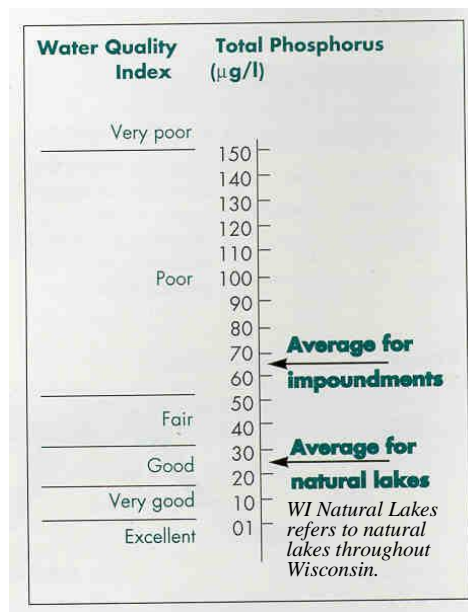 Water Quality Index
Total Phosphorus (µg/l)
Very poor
150
140
130
120
110
Poor
100
90
80
70
Average for
60
impoundments
50
Fair
40
30
Average for
Good
20
natural lakes
Very good
10
WI Natural Lakes
refers to natural
lakes throughout
Wisconsin.
Excellent
01